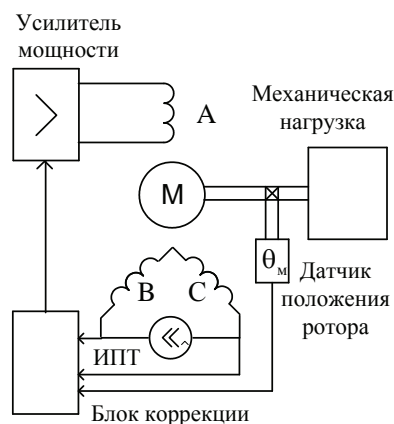 Усилитель
мощности
A
Механическая
нагрузка
М
θм
Датчик
положения
ротора
B
C
ИПТ
Блок коррекции